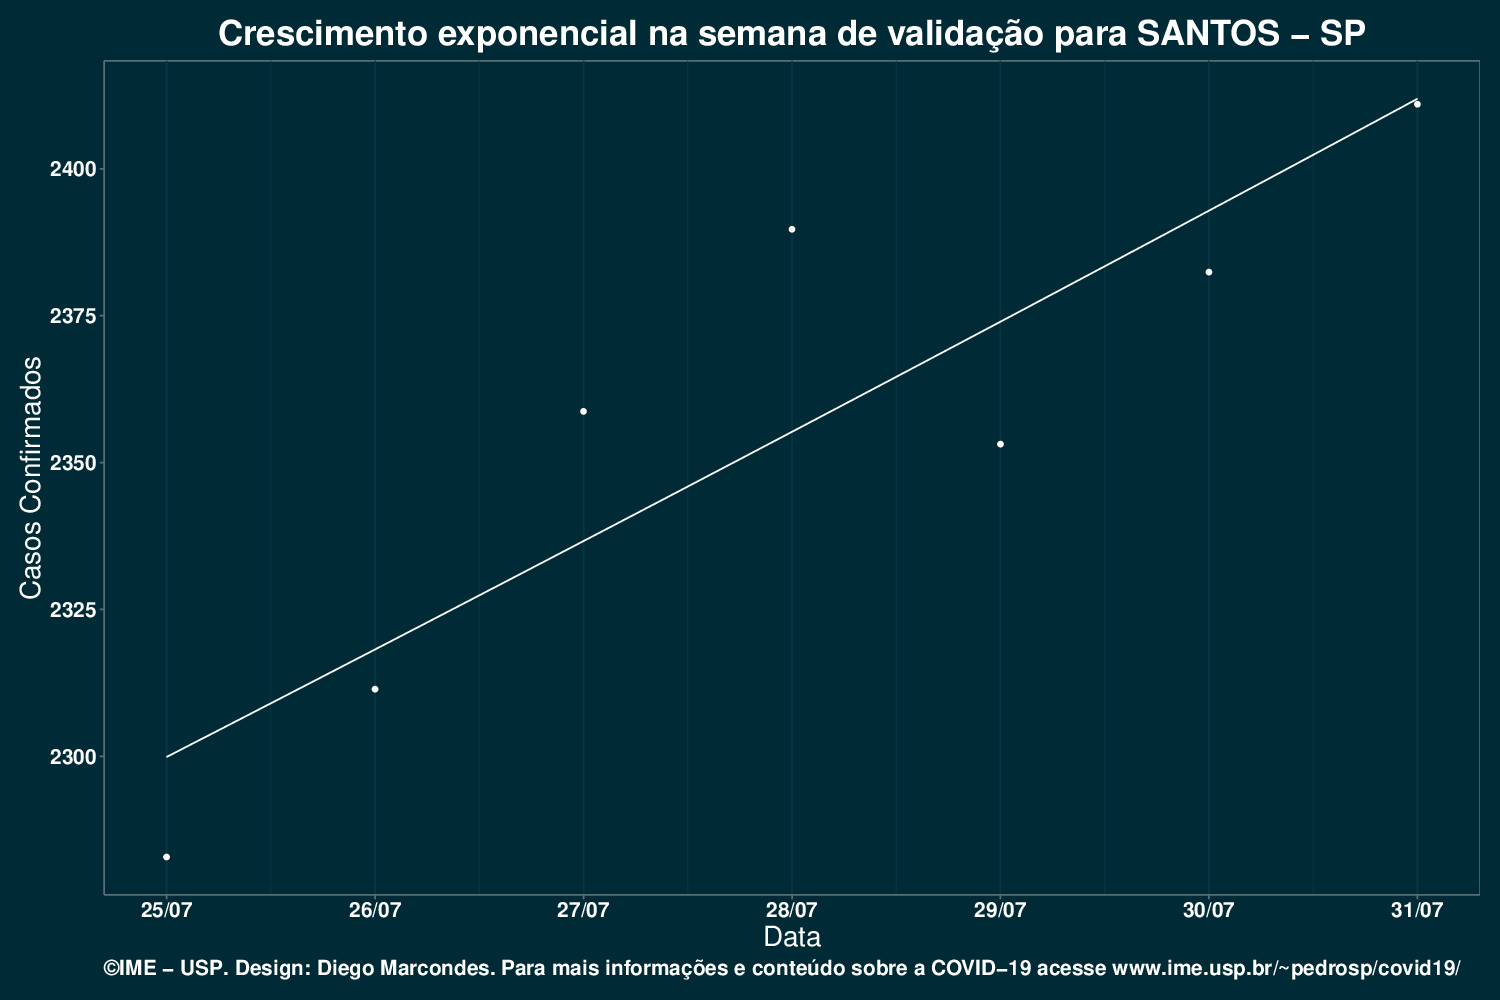 Crescimento exponencial na semana de validação para SANTOS – SP
Casos Confirmados
2400
2375
2350
2325
2300
25/07 26/07 27/07 28/07 29/07 30/07 31/07
Data
©IME – USP. Design: Diego Marcondes. Para mais informações e conteúdo sobre a COVID–19 acesse www.ime.usp.br/~pedrosp/covid19/